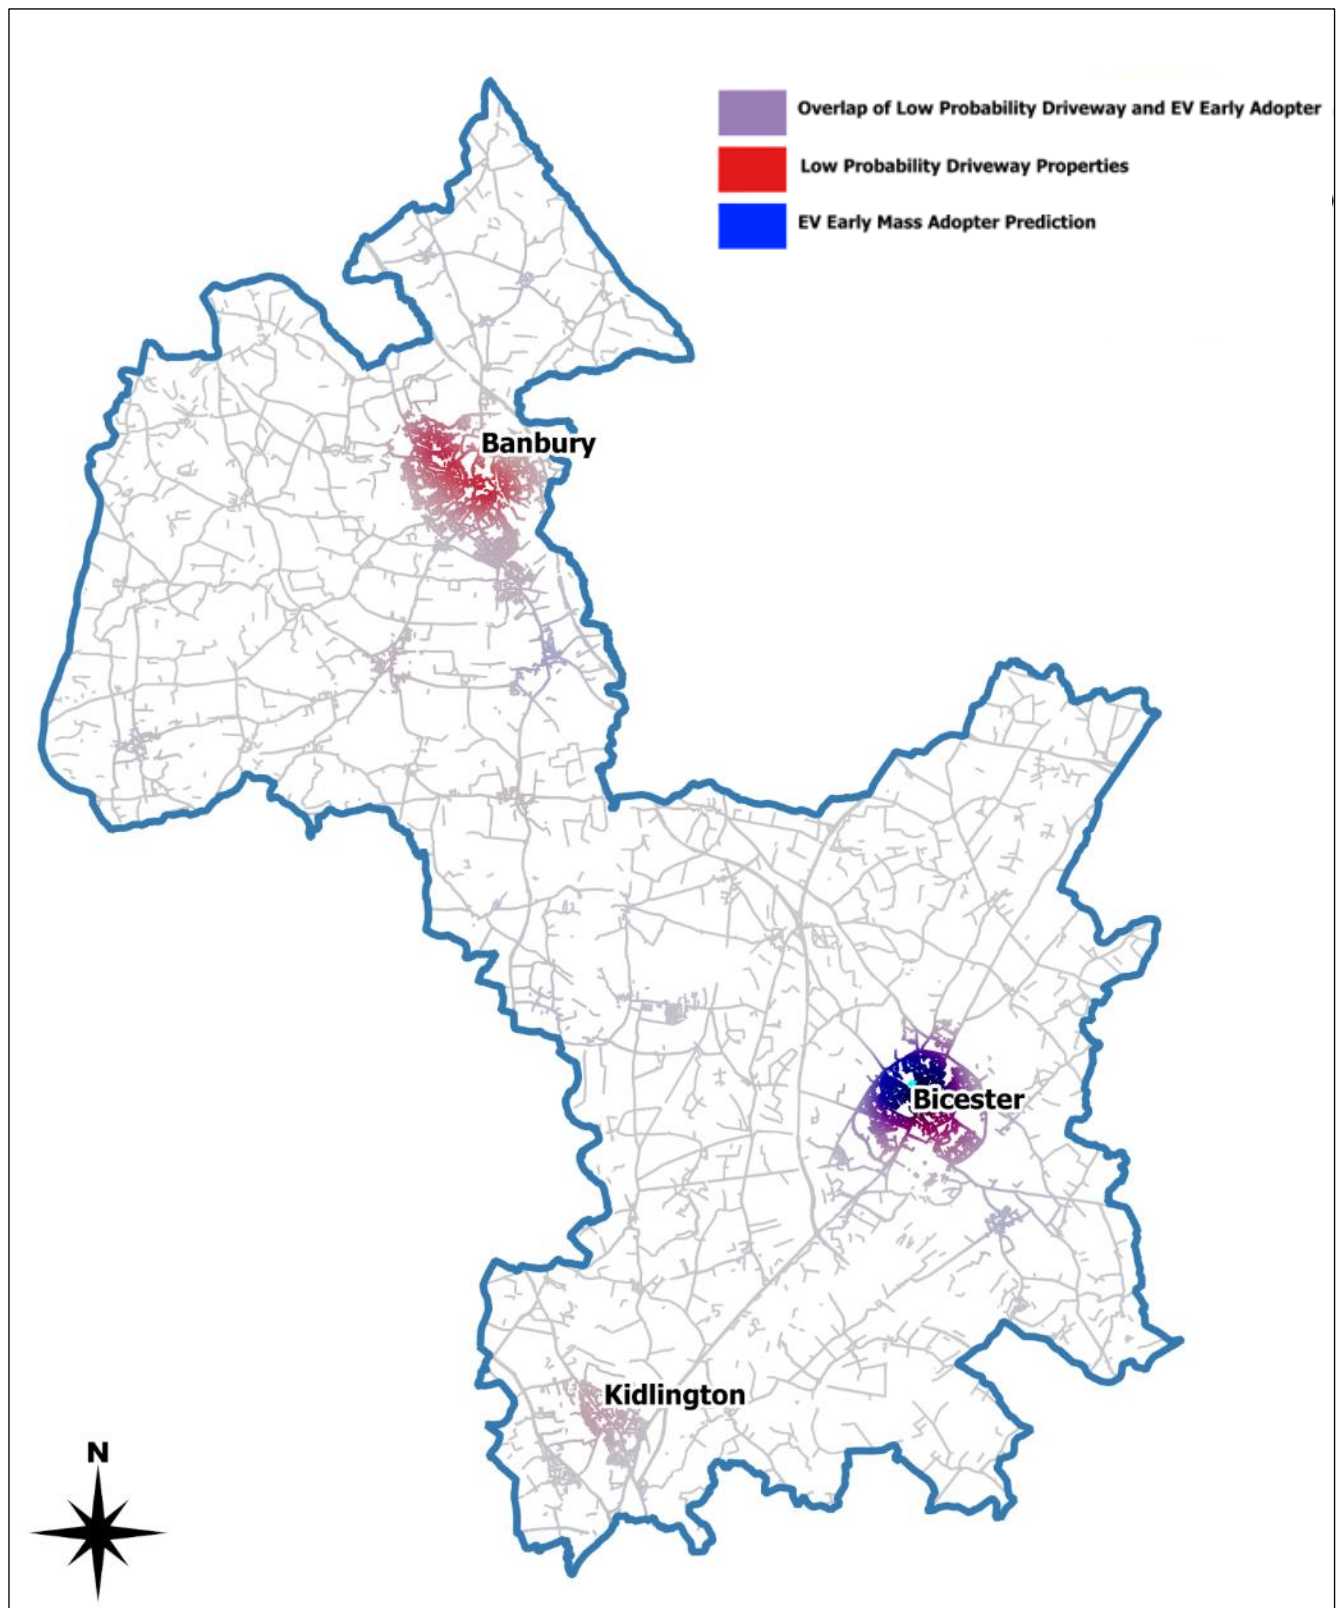 Overlap of Low Probability Driveway and EV Early Adopter
Low Probability Driveway Properties
EV Early Mass Adopter Prediction
Banbury
Bicester
Kidlington
N